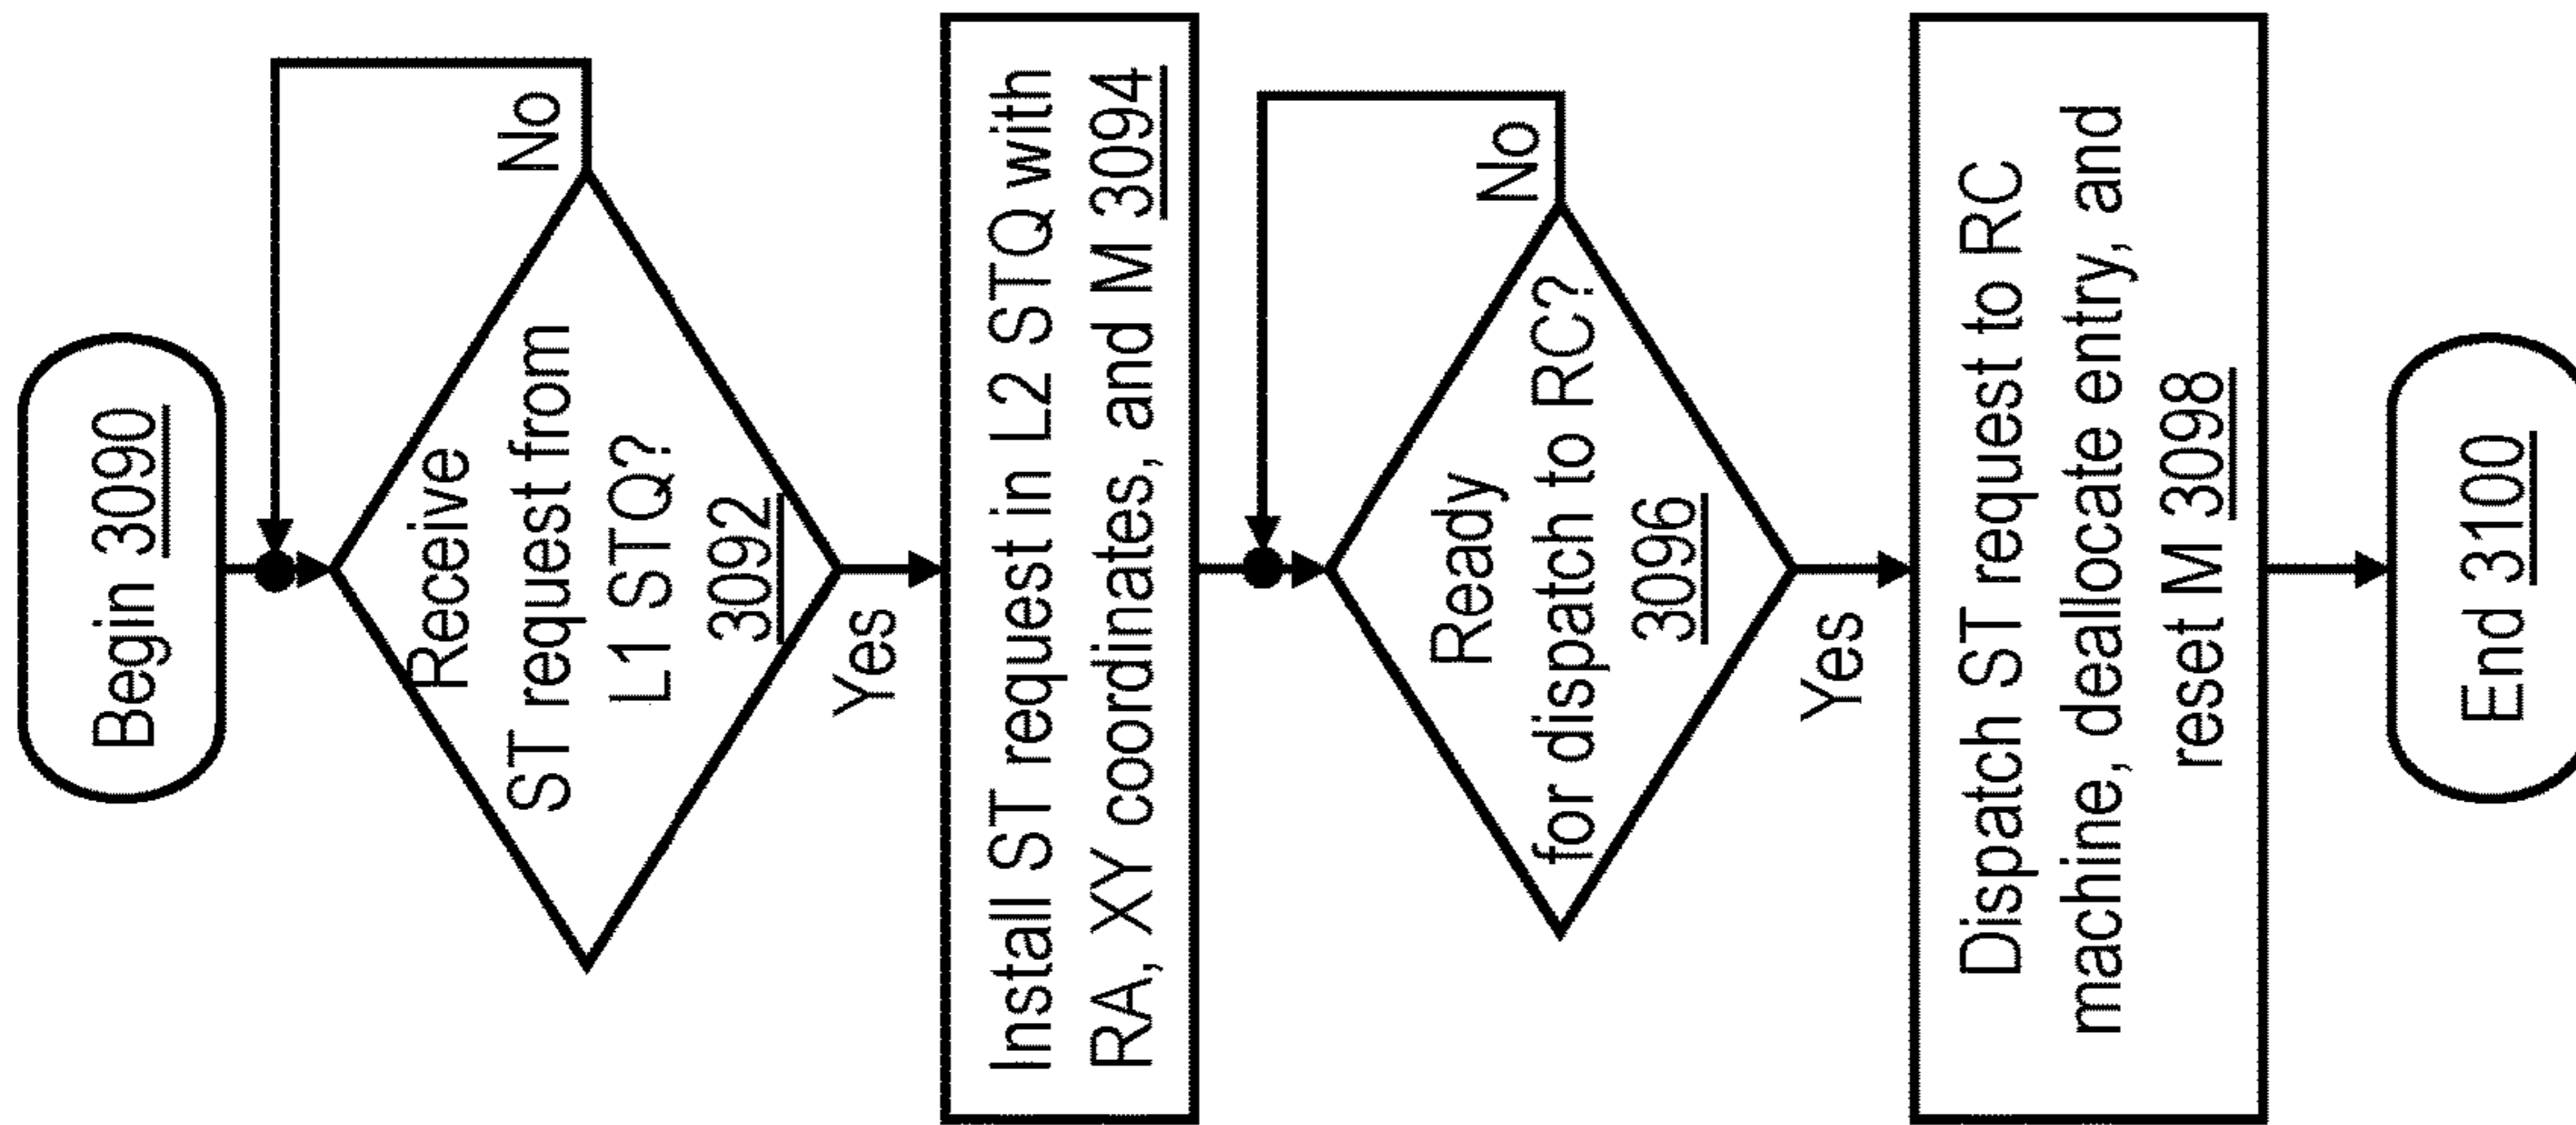 Begin 3090
Receive
ST request from
L1 STQ?
3092
No
Yes
Install ST request in L2 STQ with
RA, XY coordinates, and M 3094
Ready
for dispatch to RC?
3096
No
Yes
Dispatch ST request to RC
machine, deallocate entry, and
reset M 3098
End 3100